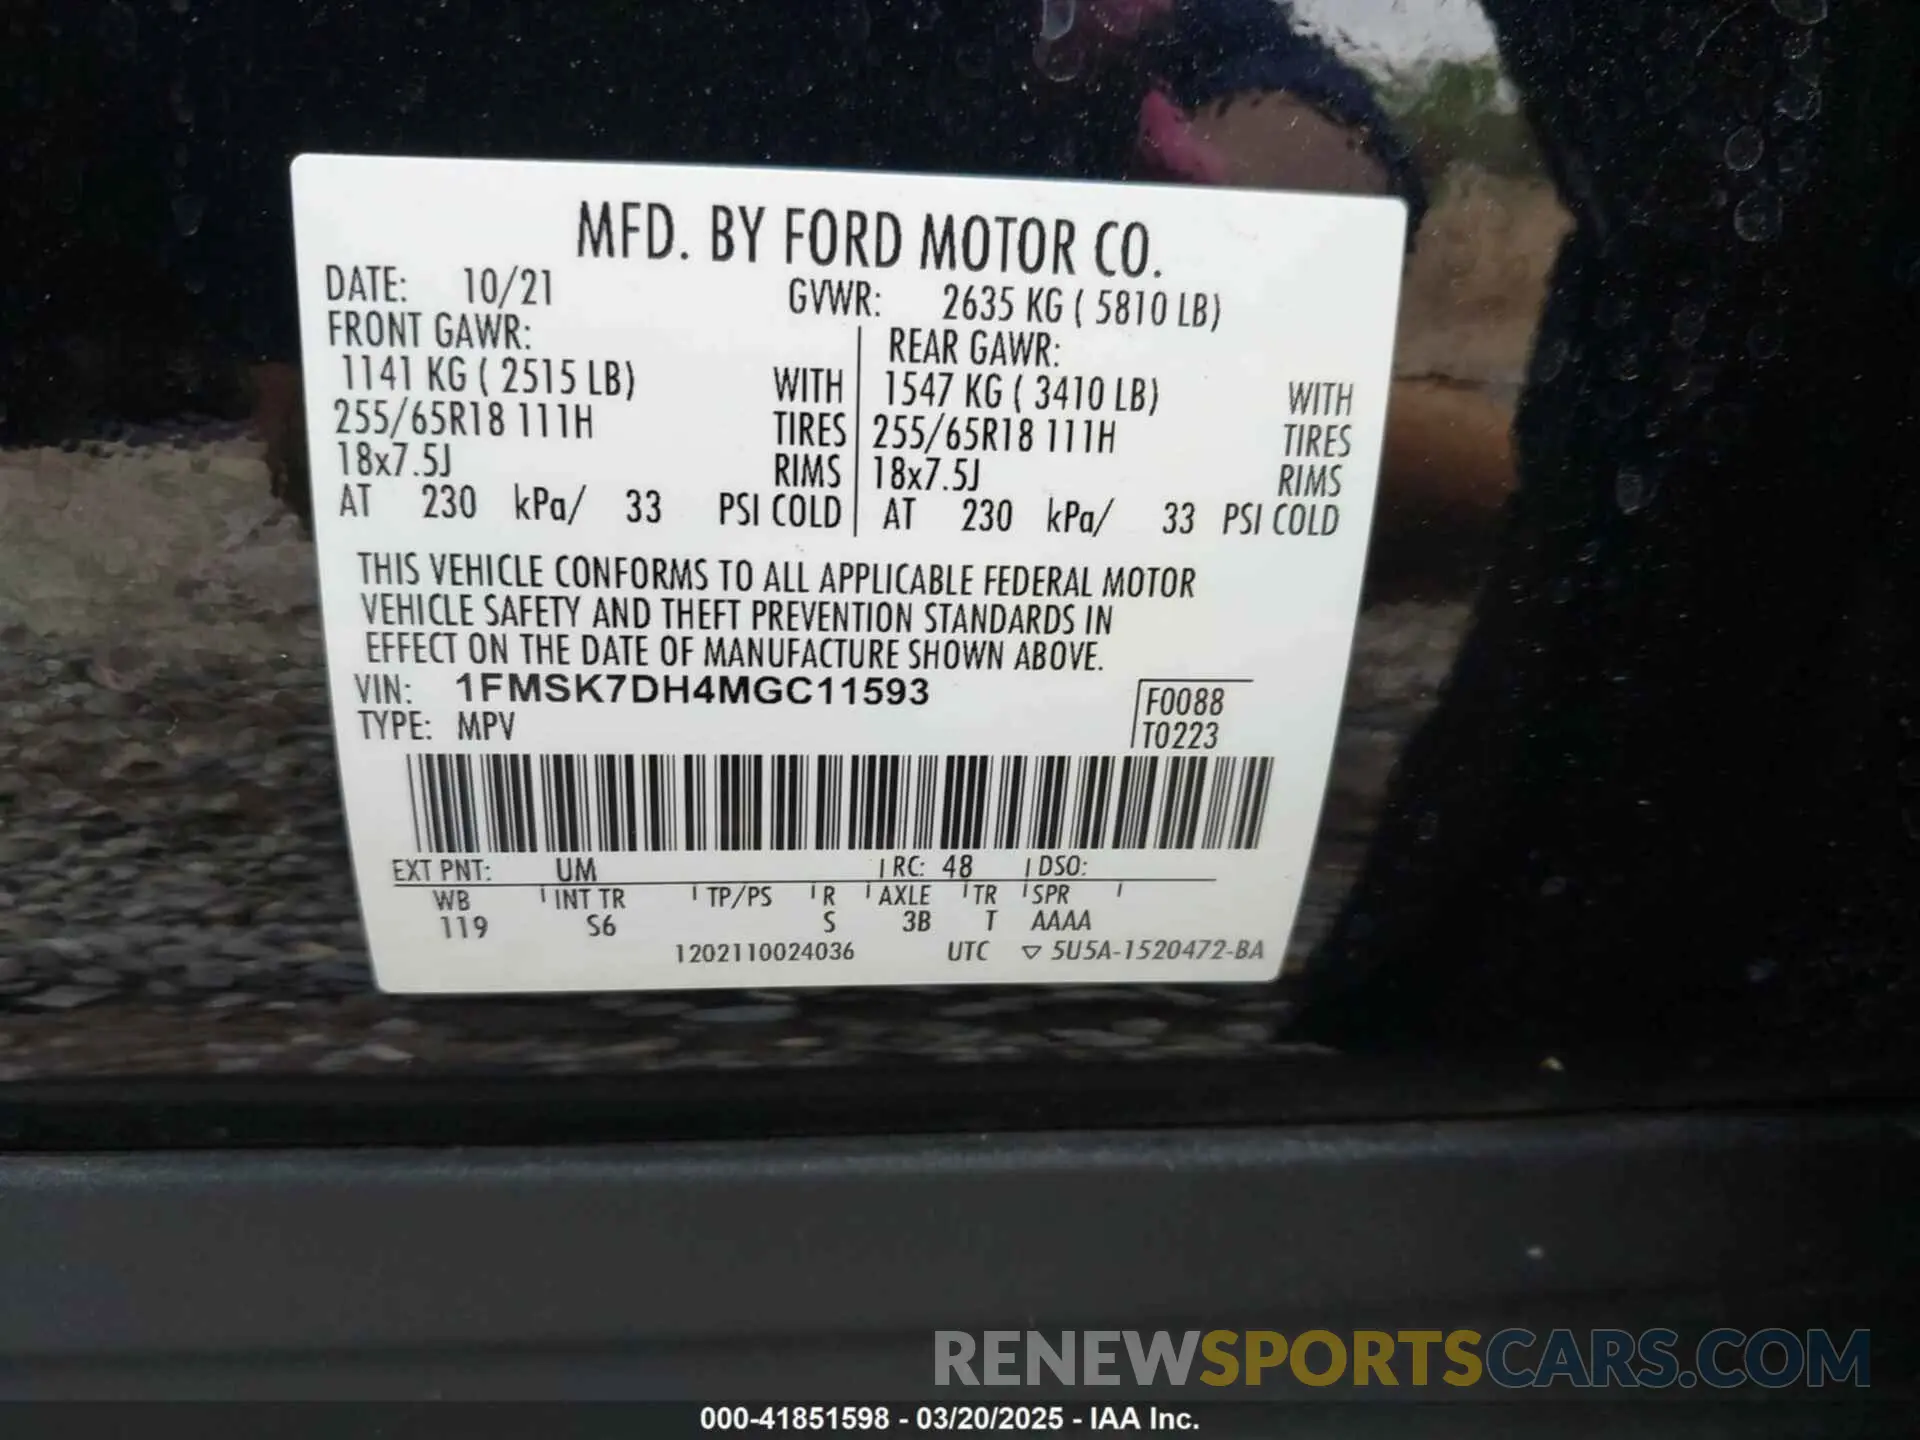 MFD. BY FORD MOTOR CO.
DATE: 10/21 GVWR: 2635 KG ( 5810 LB)
FRONT GAWR: REAR GAWR:
1141 KG ( 2515 LB) WITH 1547 KG ( 3410 LB) WITH
255/65R18 111H TIRES 255/65R18 111H TIRES
18x7.5J RIMS 18x7.5J RIMS
AT 230 kPa/ 33 PSI COLD AT 230 kPa/ 33 PSI COLD
THIS VEHICLE CONFORMS TO ALL APPLICABLE FEDERAL MOTOR
VEHICLE SAFETY AND THEFT PREVENTION STANDARDS IN
EFFECT ON THE DATE OF MANUFACTURE SHOWN ABOVE.
VIN: 1FMSK7DH4MGC11593 F0088
TYPE: MPV T0223
EXT PNT: UM RC: 48 DSO:
WB INT TR TP/PS R AXLE TR SPR
119 S6 S 3B T AAAA
1202110024036 UTC ▽ 5U5A-1520472-BA
RENEWSPORTSCARS.COM
000-41851598 - 03/20/2025 - IAA Inc.